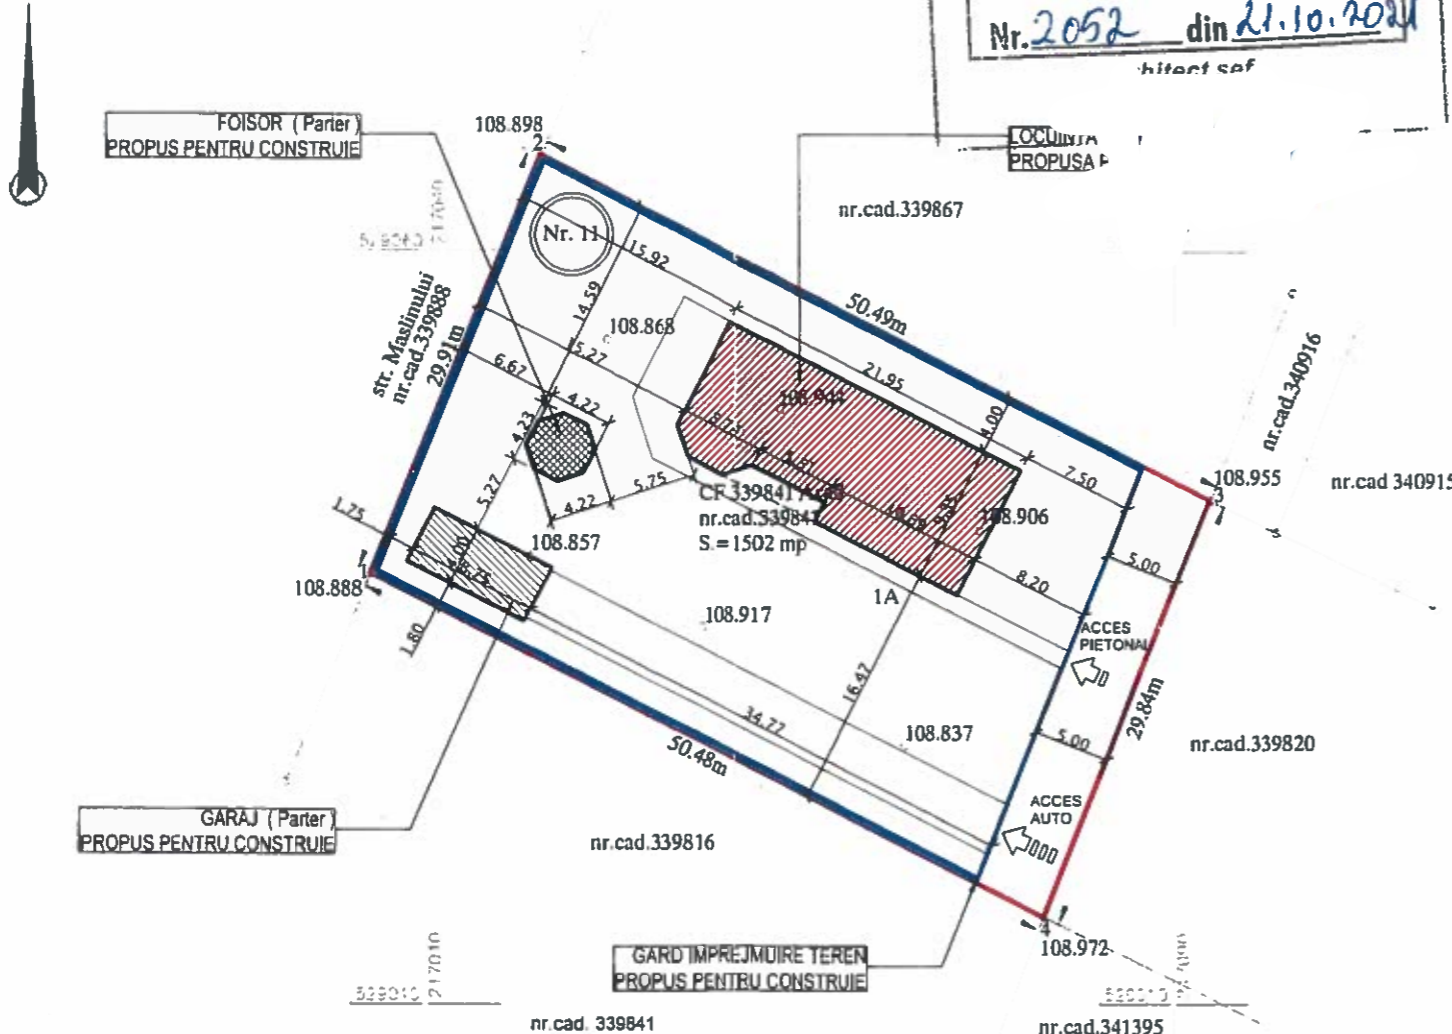 Nr. 2052 din 21.10.2021
FOISOR ( Parter )
PROPUS PENTRU CONSTRUIE
108.898
2
LOCUINTA
PROPUSA
nr.cad.339867
217040
Nr. 11
15.92
14.59
50.49m
str. Maslinului
nr.cad.339888
29.91m
108.868
15.27
6.67
21.95
nr.cad.340916
4.22
4.23
4.00
7.50
108.955
3
nr.cad 340915
5.27
4.22
5.75
CF 339841
nr.cad.339841
S.=1502 mp
108.906
1.75
108.857
5.00
1
108.888
8.20
1A
108.917
ACCES
PIETONAL
1.80
16.47
29.84m
34.77
108.837
5.00
nr.cad.339820
50.48m
ACCES
AUTO
GARAJ ( Parter )
PROPUS PENTRU CONSTRUIE
nr.cad.339816
4
108.972
GARD IMPREJMUIRE TEREN
PROPUS PENTRU CONSTRUIE
217010
529010
nr.cad. 339841
nr.cad.341395